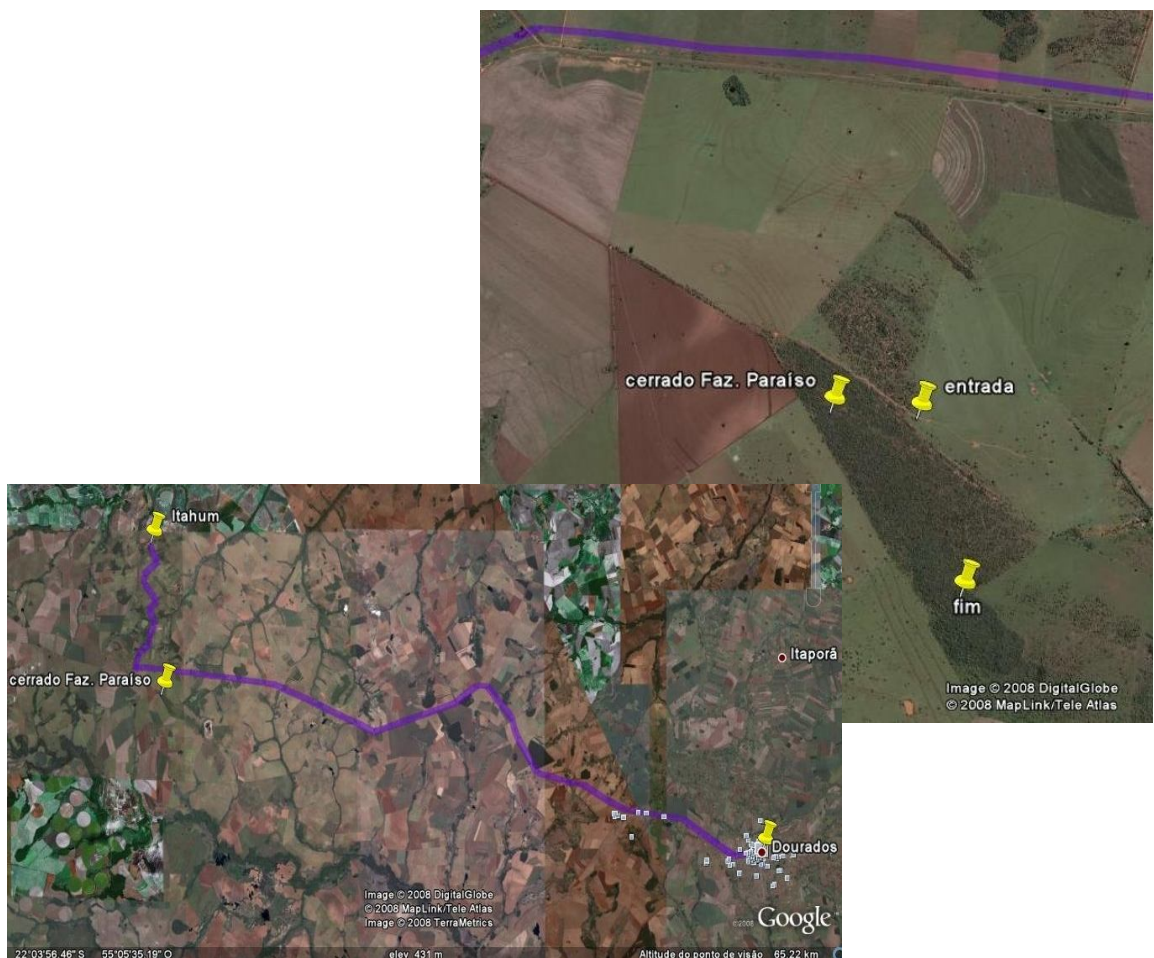 cerrado Faz. Paraíso
entrada
fim
Image © 2008 DigitalGlobe
© 2008 MapLink/Tele Atlas
Itahum
cerrado Faz. Paraíso
Itaporã
Dourados
Image © 2008 DigitalGlobe
© 2008 MapLink/Tele Atlas
Image © 2008 TerraMetrics
©2008 Google
22°03'56.46" S 55°05'35.19" O elev 431 m Altitude do ponto de visão 65.22 km